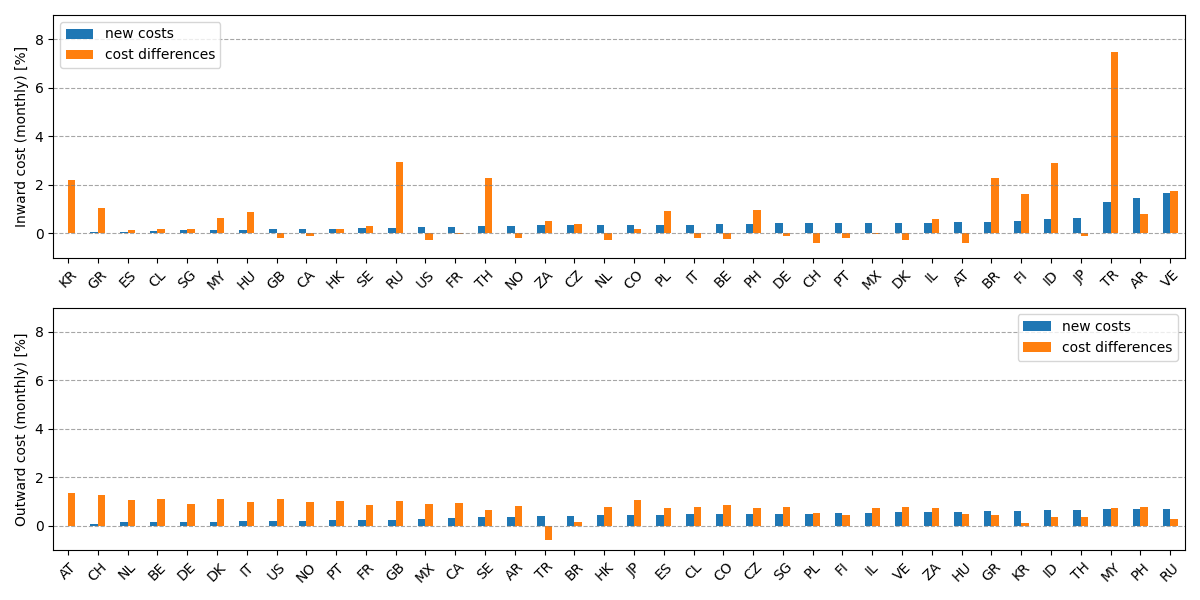 Inward cost (monthly) [%]
8
6
4
2
0
new costs
cost differences
KR GR ES CL SG MY HU GB CA HK SE RU US FR TH NO ZA CZ NL CO PL IT BE PH DE CH PT MX DK IL AT BR FI ID JP TR AR VE
Outward cost (monthly) [%]
8
6
4
2
0
new costs
cost differences
AT CH NL BE DE DK IT US NO PT FR GB MX CA SE AR TR BR HK JP ES CL CO CZ SG PL FI IL VE ZA HU GR KR ID TH MY PH RU